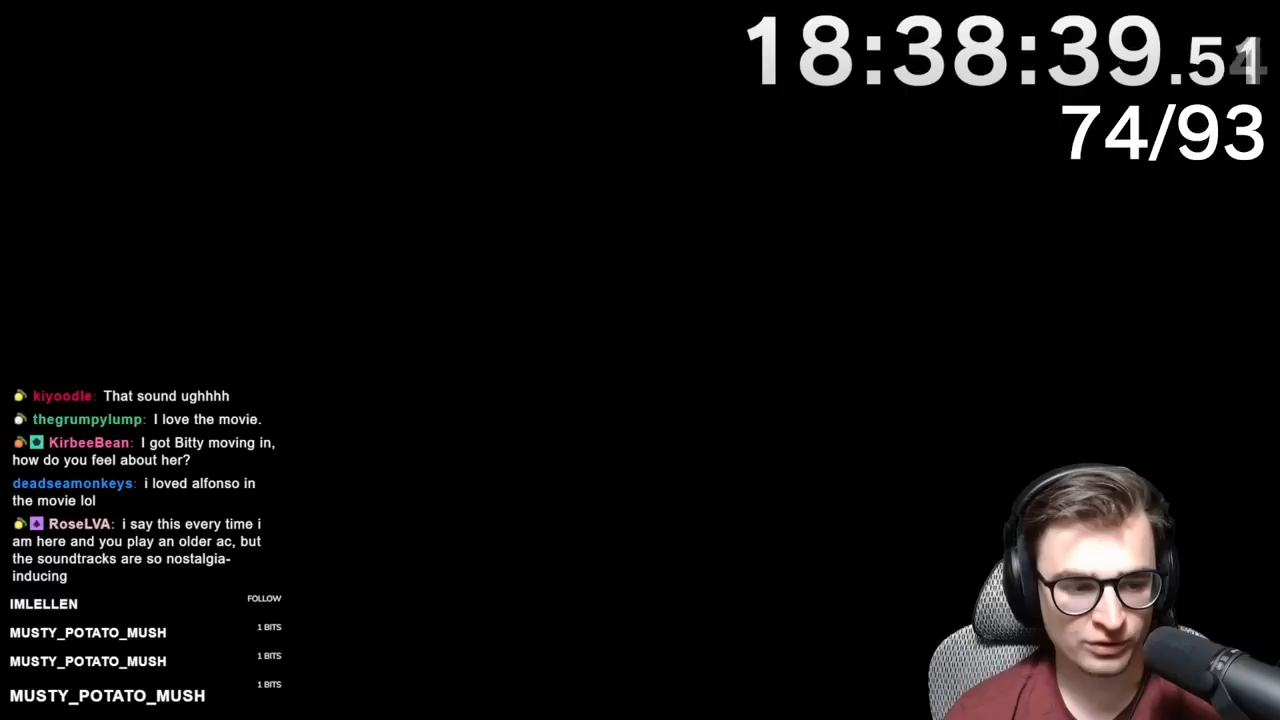 18:38:39.51
74/93
kiyoodle: That sound ughhhh
thegrumpylump: I love the movie.
KirbeeBean: I got Bitty moving in,
how do you feel about her?
deadseamonkeys: i loved alfonso in
the movie lol
RoseLVA: i say this every time i
am here and you play an older ac, but
the soundtracks are so nostalgia-
inducing
IMLELLEN FOLLOW
MUSTY_POTATO_MUSH 1 BITS
MUSTY_POTATO_MUSH 1 BITS
MUSTY_POTATO_MUSH 1 BITS